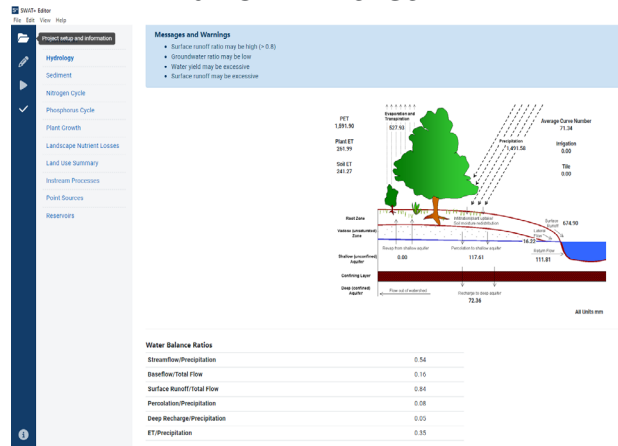 SWAT+ Editor
File Edit View Help
Project setup and information
Hydrology
Sediment
Nitrogen Cycle
Phosphorus Cycle
Plant Growth
Landscape Nutrient Losses
Land Use Summary
Instream Processes
Point Sources
Reservoirs
Messages and Warnings
Surface runoff ratio may be high (> 0.8)
Groundwater ratio may be low
Water yield may be excessive
Surface runoff may be excessive
PET
1,591.90
Evaporation and
Transpiration
527.93
Plant ET
261.99
Soil ET
241.27
Precipitation
1,491.58
Average Curve Number
71.34
Irrigation
0.00
Tile
0.00
Root Zone
Infiltration/plant uptake/
Soil moisture redistribution
Surface
Runoff
674.90
Vadose (unsaturated)
Zone
Lateral
Flow
16.22
Revap from shallow aquifer
Percolation to shallow aquifer
Return Flow
Shallow (unconfined)
Aquifer
0.00
117.61
111.81
Confining Layer
Deep (confined)
Aquifer
Flow out of watershed
Recharge to deep aquifer
72.36
All Units mm
Water Balance Ratios
Streamflow/Precipitation 0.54
Baseflow/Total Flow 0.16
Surface Runoff/Total Flow 0.84
Percolation/Precipitation 0.08
Deep Recharge/Precipitation 0.05
ET/Precipitation 0.35